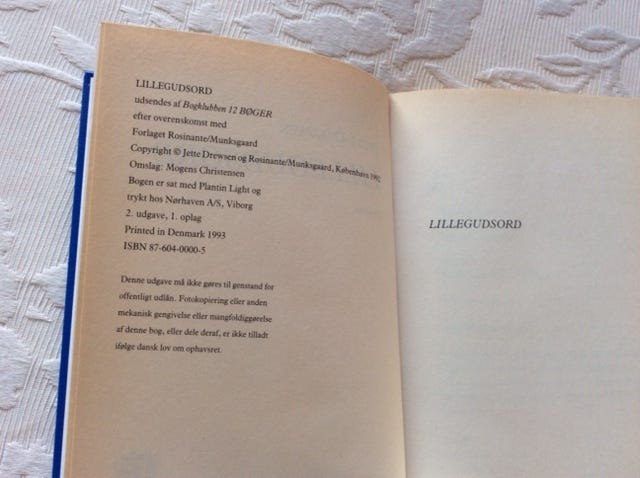 LILLEGUDSORD
udsendes af Bogklubben 12 BØGER
efter overenskomst med
Forlaget Rosinante/Munksgaard
Copyright © Jette Drewsen og Rosinante/Munksgaard, København 1992
Omslag: Mogens Christensen
Bogen er sat med Plantin Light og
trykt hos Nørhaven A/S, Viborg
2. udgave, 1. oplag
Printed in Denmark 1993
ISBN 87-604-0000-5
Denne udgave må ikke gøres til genstand for
offentligt udlån. Fotokopiering eller anden
mekanisk gengivelse eller mangfoldiggørelse
af denne bog, eller dele deraf, er ikke tilladt
ifølge dansk lov om ophavsret.
LILLEGUDSORD